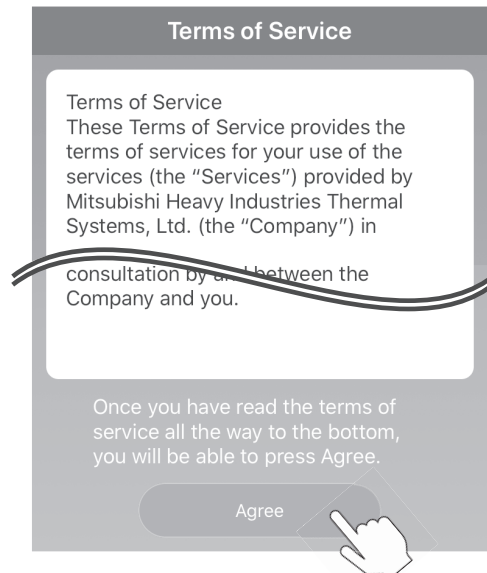 Terms of Service
Terms of Service
These Terms of Service provides the
terms of services for your use of the
services (the “Services”) provided by
Mitsubishi Heavy Industries Thermal
Systems, Ltd. (the “Company”) in
consultation by and between the
Company and you.
Once you have read the terms of
service all the way to the bottom,
you will be able to press Agree.
Agree